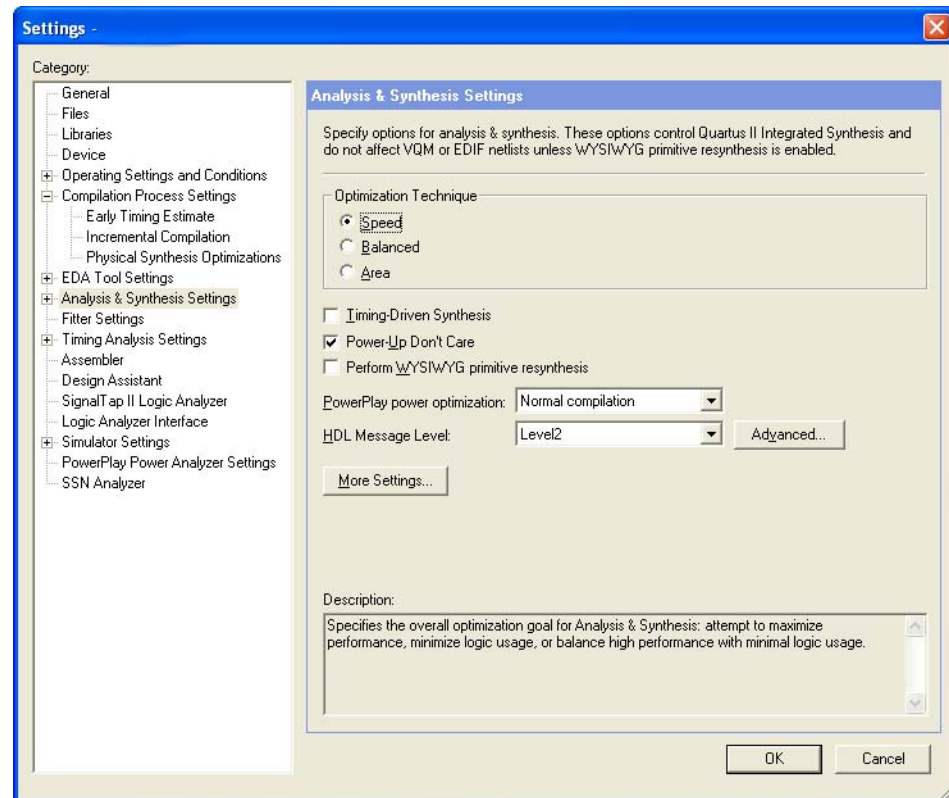 Settings -
Category:
General
Files
Libraries
Device
Operating Settings and Conditions
Compilation Process Settings
Early Timing Estimate
Incremental Compilation
Physical Synthesis Optimizations
EDA Tool Settings
Analysis & Synthesis Settings
Fitter Settings
Timing Analysis Settings
Assembler
Design Assistant
SignalTap II Logic Analyzer
Logic Analyzer Interface
Simulator Settings
PowerPlay Power Analyzer Settings
SSN Analyzer
Analysis & Synthesis Settings
Specify options for analysis & synthesis. These options control Quartus II Integrated Synthesis and
do not affect VQM or EDIF netlists unless WYSIWYG primitive resynthesis is enabled.
Optimization Technique
Speed
Balanced
Area
Timing-Driven Synthesis
Power-Up Don't Care
Perform WYSIWYG primitive resynthesis
PowerPlay power optimization: Normal compilation
HDL Message Level: Level2 Advanced...
More Settings...
Description:
Specifies the overall optimization goal for Analysis & Synthesis: attempt to maximize
performance, minimize logic usage, or balance high performance with minimal logic usage.
OK Cancel